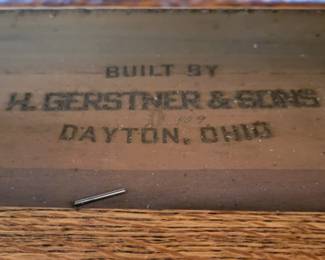 BUILT BY
H. GERSTNER & SONS
DAYTON, OHIO